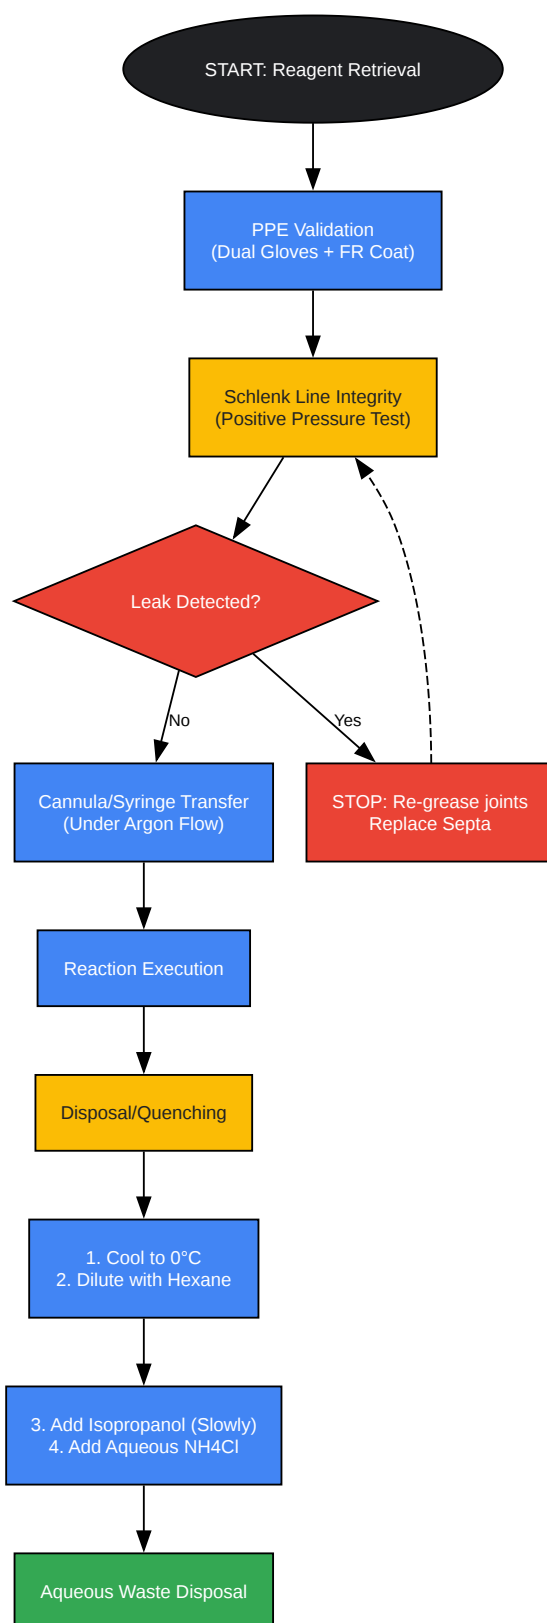 START: Reagent Retrieval
PPE Validation
(Dual Gloves + FR Coat)
Schlenk Line Integrity
(Positive Pressure Test)
Leak Detected?
No
Yes
Cannula/Syringe Transfer
(Under Argon Flow)
STOP: Re-grease joints
Replace Septa
Reaction Execution
Disposal/Quenching
1. Cool to 0°C
2. Dilute with Hexane
3. Add Isopropanol (Slowly)
4. Add Aqueous NH4Cl
Aqueous Waste Disposal